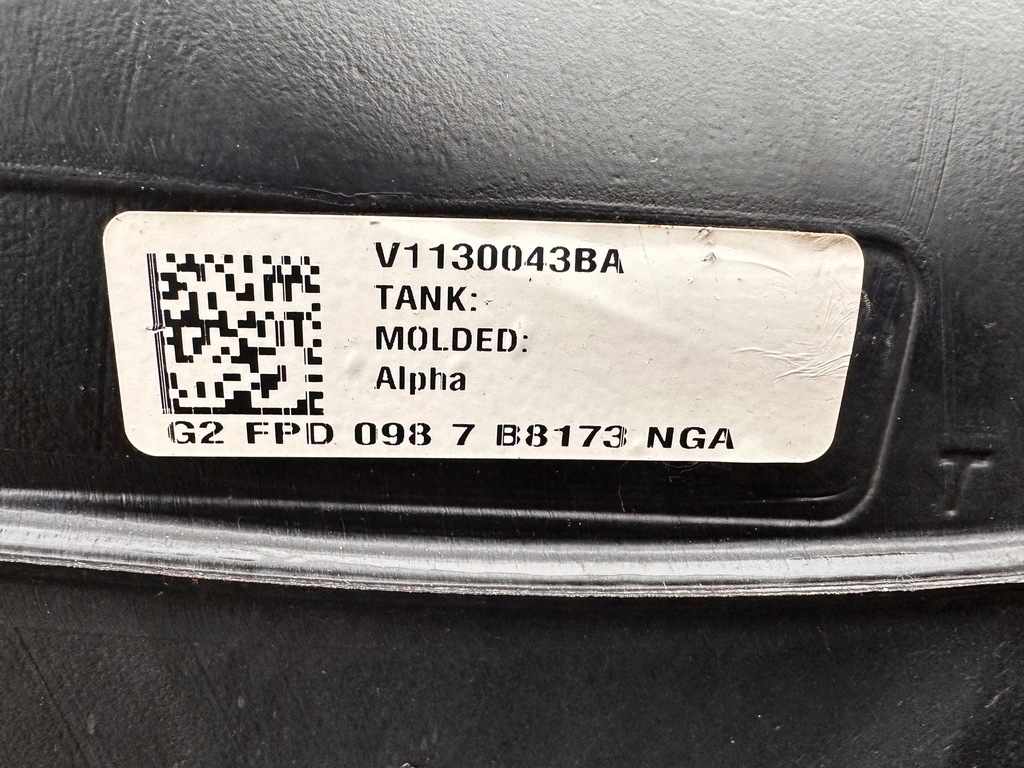 V1130043BA
TANK:
MOLDED:
Alpha
G2 FPD 098 7 B8173 NGA
T